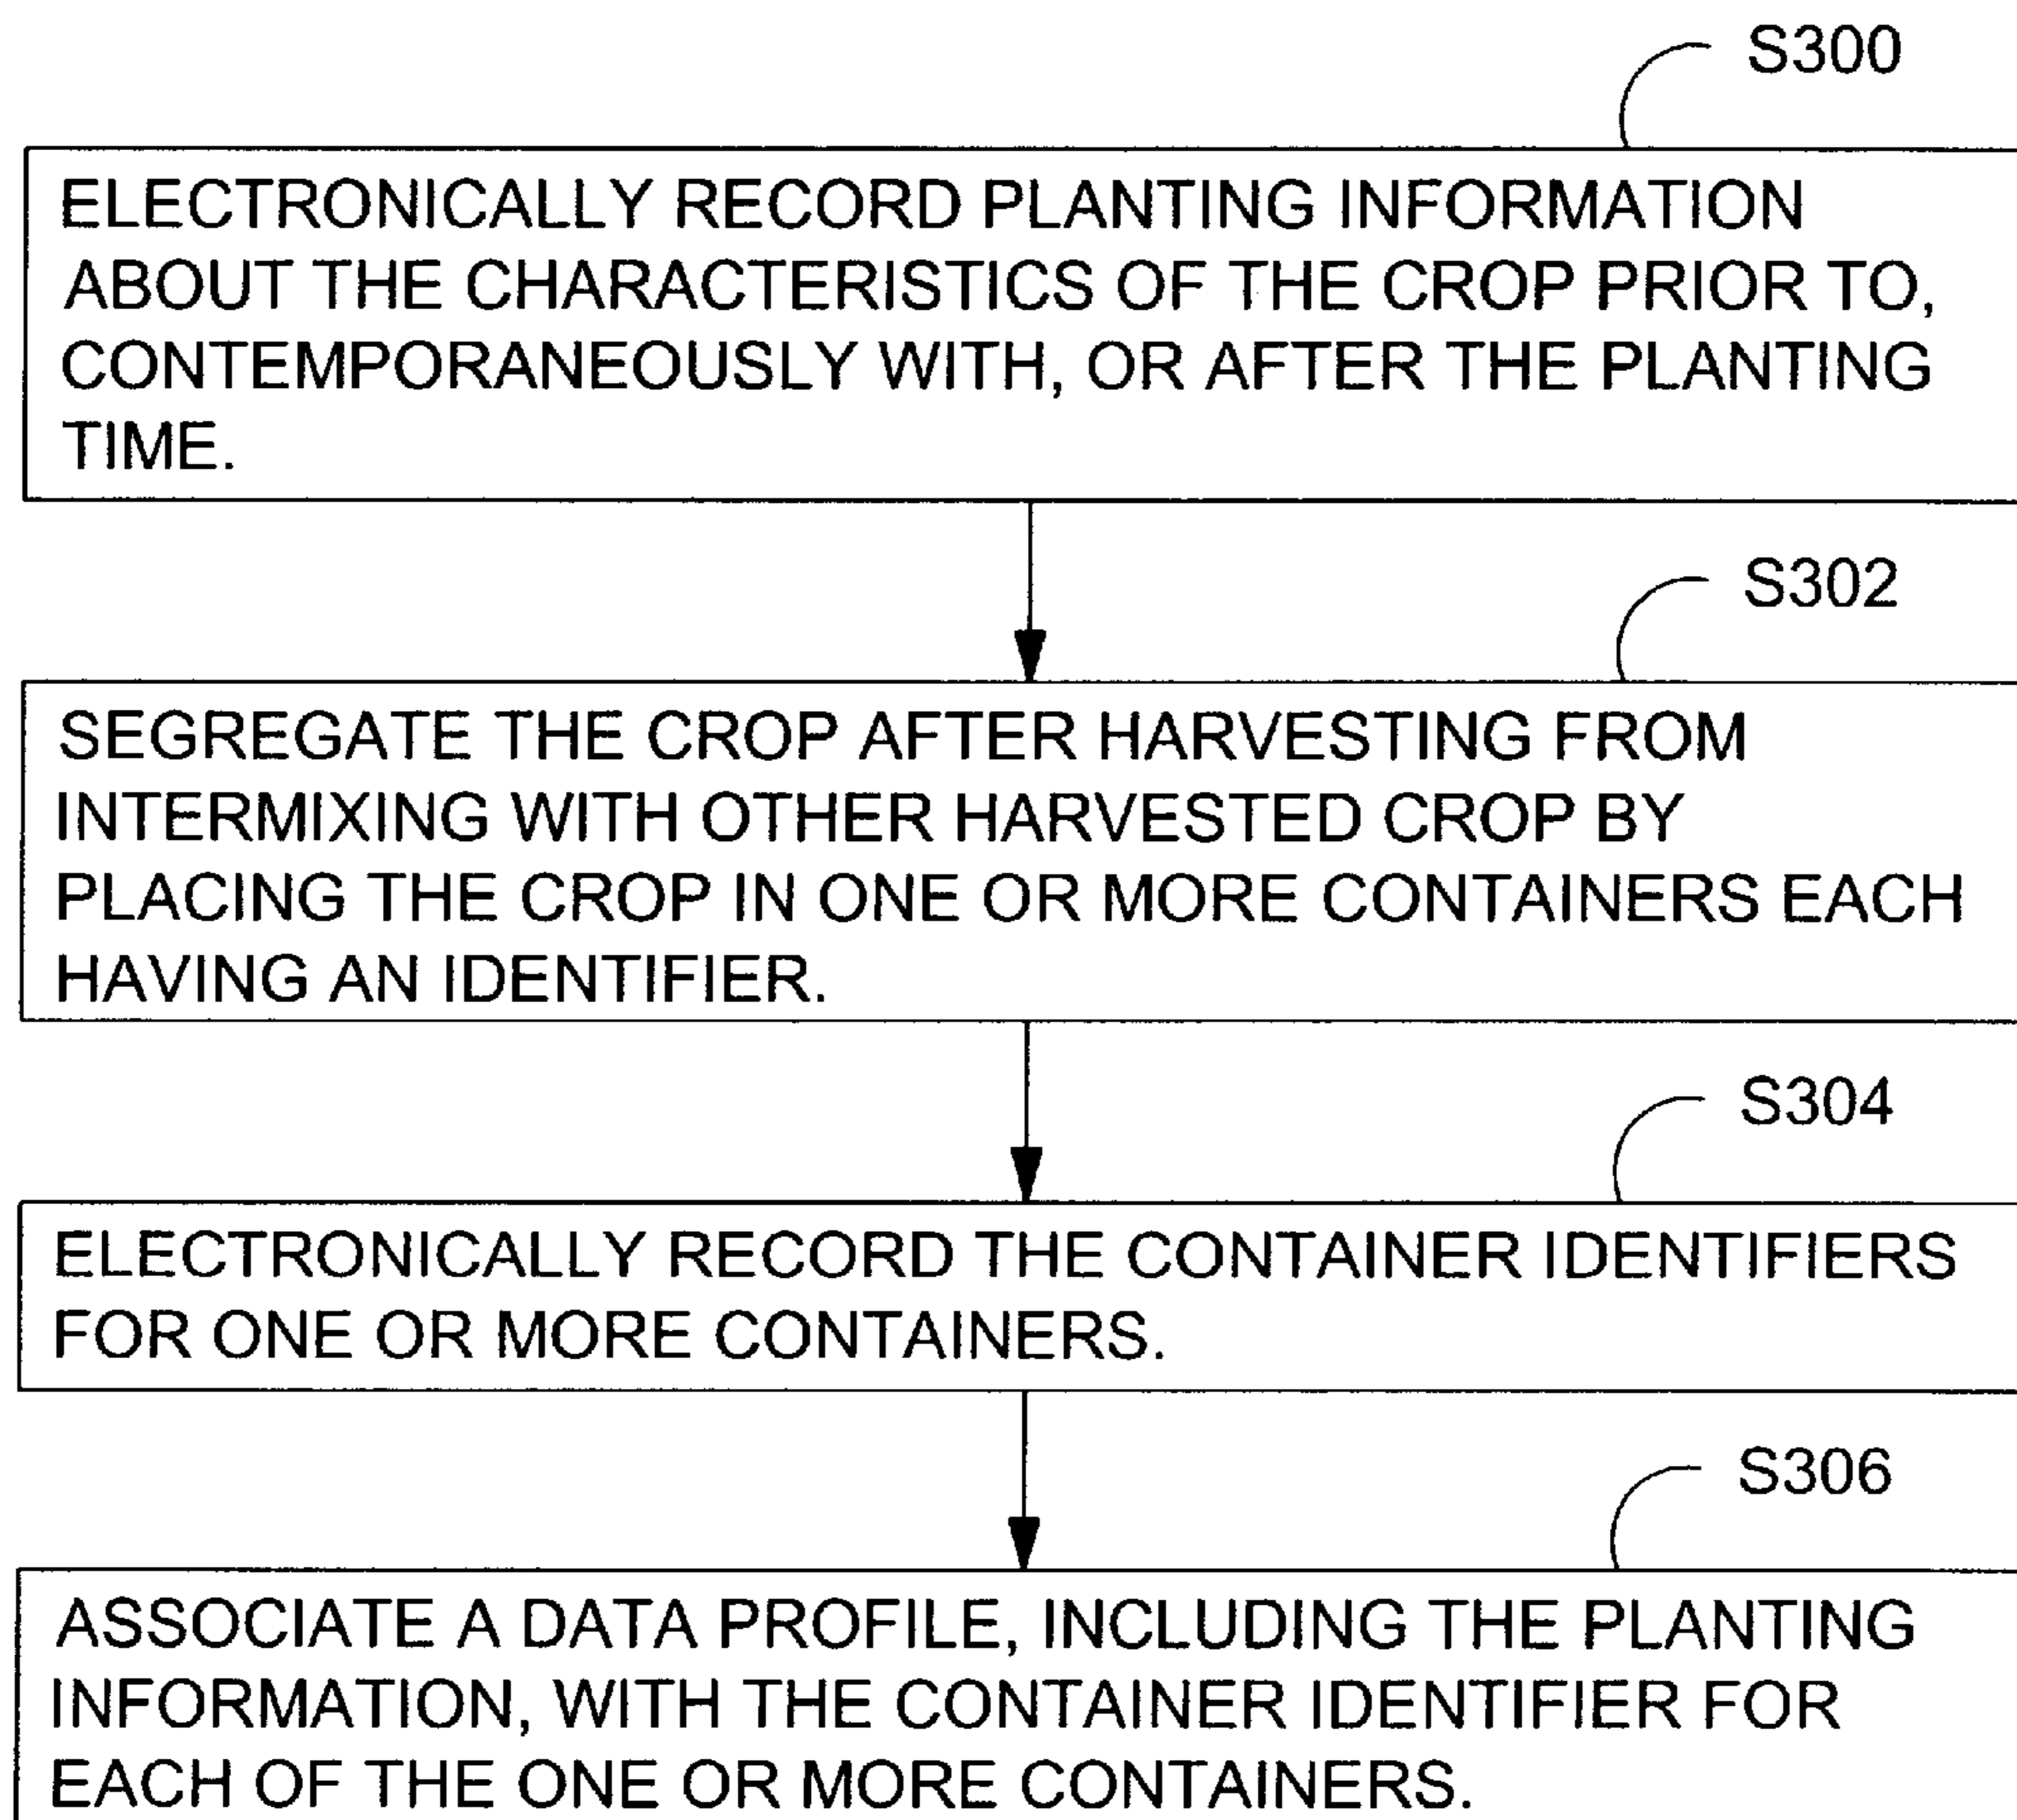 S300
ELECTRONICALLY RECORD PLANTING INFORMATION
ABOUT THE CHARACTERISTICS OF THE CROP PRIOR TO,
CONTEMPORANEOUSLY WITH, OR AFTER THE PLANTING
TIME.
S302
SEGREGATE THE CROP AFTER HARVESTING FROM
INTERMIXING WITH OTHER HARVESTED CROP BY
PLACING THE CROP IN ONE OR MORE CONTAINERS EACH
HAVING AN IDENTIFIER.
S304
ELECTRONICALLY RECORD THE CONTAINER IDENTIFIERS
FOR ONE OR MORE CONTAINERS.
S306
ASSOCIATE A DATA PROFILE, INCLUDING THE PLANTING
INFORMATION, WITH THE CONTAINER IDENTIFIER FOR
EACH OF THE ONE OR MORE CONTAINERS.